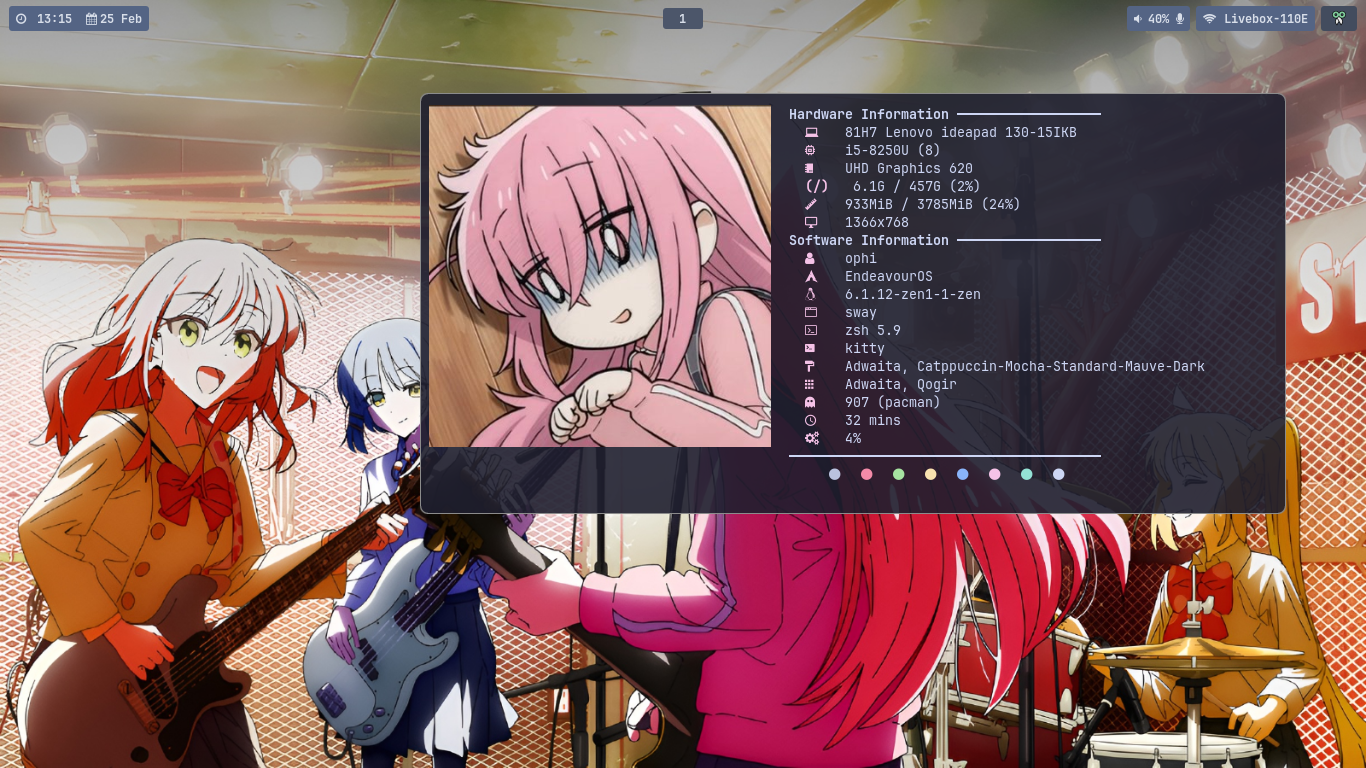 13:15 25 Feb
1
40% Livebox-110E
Hardware Information
81H7 Lenovo ideapad 130-15IKB
i5-8250U (8)
UHD Graphics 620
(/) 6.1G / 457G (2%)
933MiB / 3785MiB (24%)
1366x768
Software Information
ophi
EndeavourOS
6.1.12-zen1-1-zen
sway
zsh 5.9
kitty
Adwaita, Catppuccin-Mocha-Standard-Mauve-Dark
Adwaita, Qogir
907 (pacman)
32 mins
4%